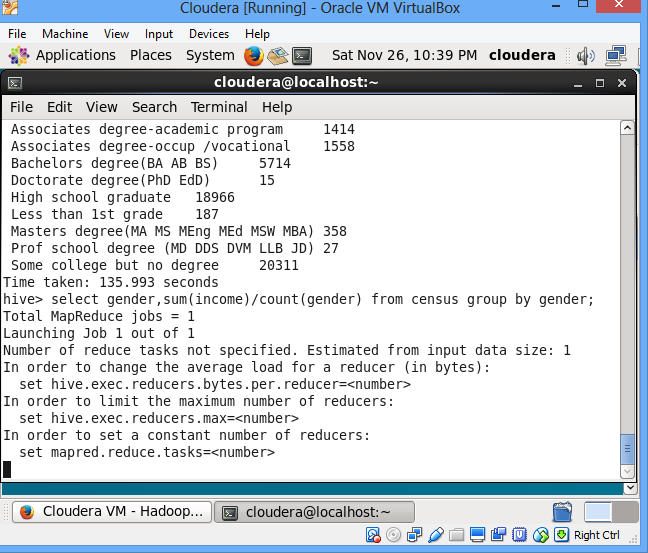 Cloudera [Running] - Oracle VM VirtualBox
File Machine View Input Devices Help
Applications Places System Sat Nov 26, 10:39 PM cloudera
cloudera@localhost:~
File Edit View Search Terminal Help
Associates degree-academic program 1414
Associates degree-occup /vocational 1558
Bachelors degree(BA AB BS) 5714
Doctorate degree(PhD EdD) 15
High school graduate 18966
Less than 1st grade 187
Masters degree(MA MS MEng MEd MSW MBA) 358
Prof school degree (MD DDS DVM LLB JD) 27
Some college but no degree 20311
Time taken: 135.993 seconds
hive> select gender,sum(income)/count(gender) from census group by gender;
Total MapReduce jobs = 1
Launching Job 1 out of 1
Number of reduce tasks not specified. Estimated from input data size: 1
In order to change the average load for a reducer (in bytes):
set hive.exec.reducers.bytes.per.reducer=<number>
In order to limit the maximum number of reducers:
set hive.exec.reducers.max=<number>
In order to set a constant number of reducers:
set mapred.reduce.tasks=<number>
Cloudera VM - Hadoop... cloudera@localhost:~
Right Ctrl